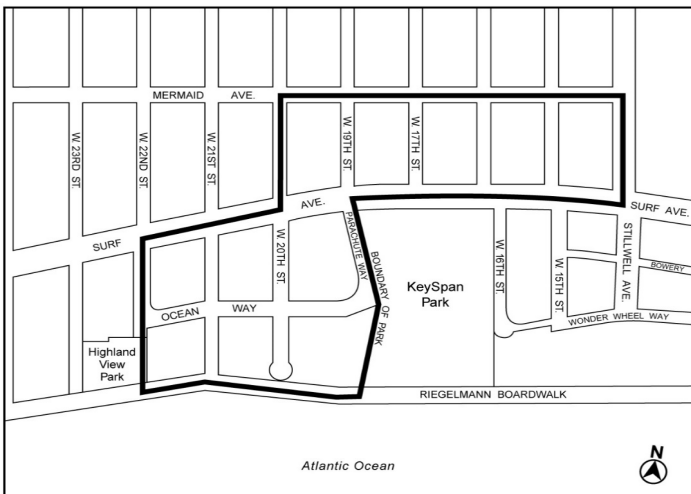 MERMAID AVE.
W. 23RD ST.
W. 22ND ST.
W. 21ST ST.
W. 19TH ST.
W. 17TH ST.
SURF AVE.
SURF AVE.
W. 20TH ST.
PARACHUTE WAY
BOUNDARY OF PARK
KeySpan
Park
W. 16TH ST.
W. 15TH ST.
STILLWELL AVE.
BOWERY
WONDER WHEEL WAY
OCEAN WAY
Highland
View
Park
RIEGELMANN BOARDWALK
Atlantic Ocean
N